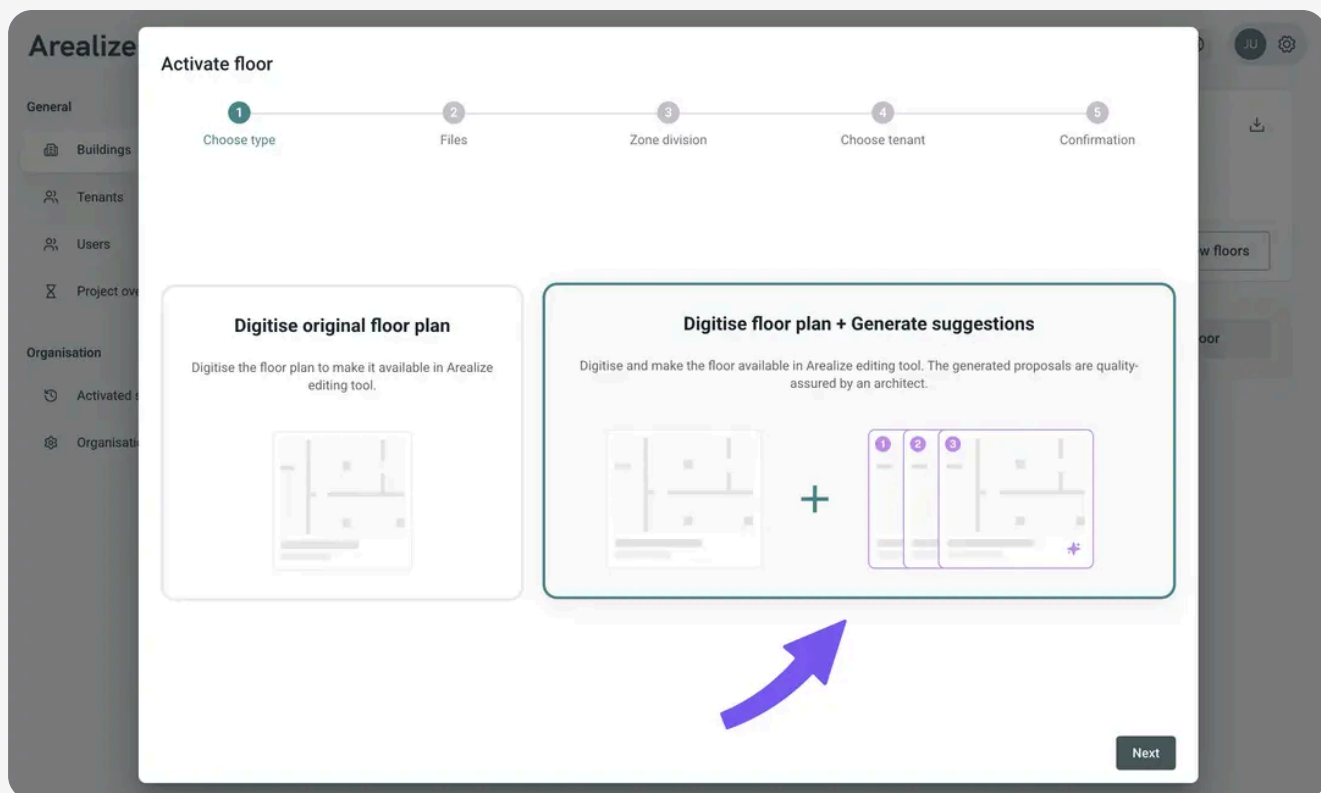 Arealize
JU
General
Buildings
Tenants
Users
Project
Organisation
Activated
Activate floor
1
2
3
4
5
Choose type
Files
Zone division
Choose tenant
Confirmation
floors
Digitise original floor plan
Digitise the floor plan to make it available in Arealize
editing tool.
Digitise floor plan + Generate suggestions
Digitise and make the floor available in Arealize editing tool. The generated proposals are quality-
assured by an architect.
1
2
3
+
Next